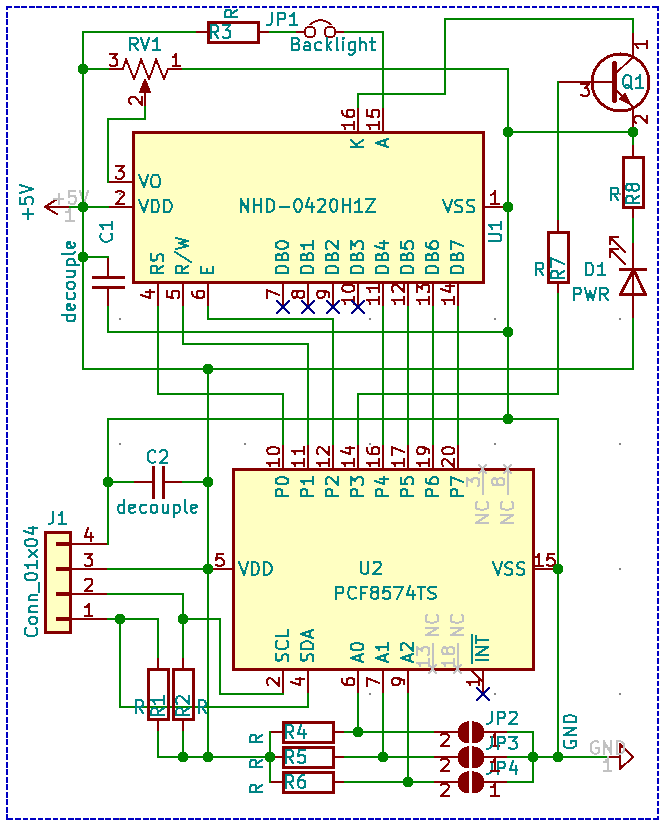 R
R3
JP1
Backlight
RV1
3
1
2
1
Q1
3
2
16
15
K
A
3
VO
2
VDD
NHD-0420H1Z
VSS
1
U1
+5V
+5V
1
C1
decouple
RS
R/W
E
DB0
DB1
DB2
DB3
DB4
DB5
DB6
DB7
4
5
6
7
8
9
10
11
12
13
14
R
R8
R
R7
D1
PWR
10
11
12
14
16
17
19
20
P0
P1
P2
P3
P4
P5
P6
P7
3
NC
8
NC
C2
decouple
J1
Conn_01x04
4
3
2
1
5
VDD
U2
PCF8574TS
VSS
15
SCL
SDA
A0
A1
A2
13
NC
18
NC
INT
2
4
6
7
9
1
R
R1
R2
R
R
R4
R
R5
R
R6
2
JP2
1
2
JP3
1
2
JP4
1
GND
GND
1